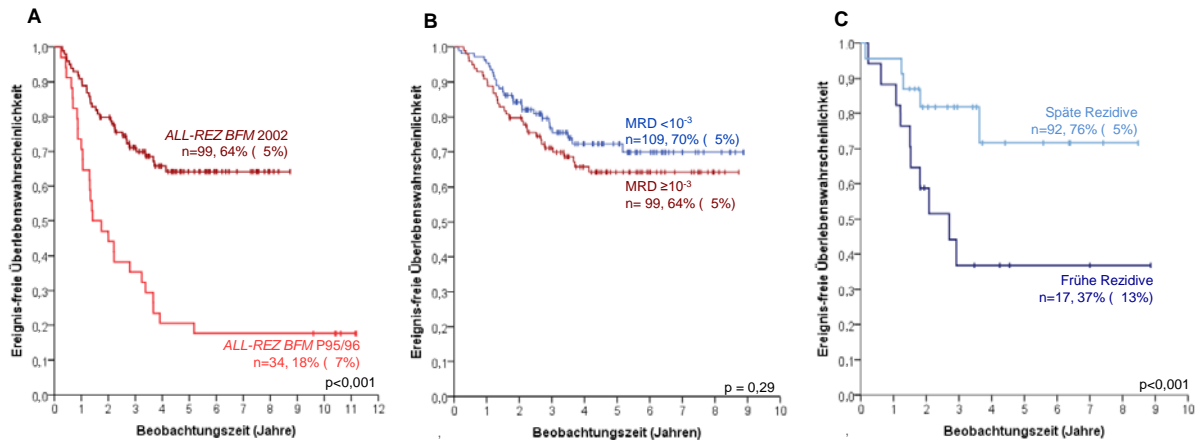 A
Ereignis-freie Überlebenswahrscheinlichkeit
1,0
0,9
0,8
0,7
0,6
0,5
0,4
0,3
0,2
0,1
0,
ALL-REZ BFM 2002
n=99, 64% ( 5%)
ALL-REZ BFM P95/96
n=34, 18% ( 7%)
p<0,001
0 1 2 3 4 5 6 7 8 9 10 11 12
Beobachtungszeit (Jahre)
B
Ereignis-freie Überlebenswahrscheinlichkeit
1,0
0,9
0,8
0,7
0,6
0,5
0,4
0,3
0,2
0,1
0,
MRD <10-3
n=109, 70% ( 5%)
MRD ≥10-3
n= 99, 64% ( 5%)
p = 0,29
0 1 2 3 4 5 6 7 8 9 10
Beobachtungszeit (Jahren)
,
C
Ereignis-freie Überlebenswahrscheinlichkeit
1,0
0,9
0,8
0,7
0,6
0,5
0,4
0,3
0,2
0,1
0,
Späte Rezidive
n=92, 76% ( 5%)
Frühe Rezidive
n=17, 37% ( 13%)
p<0,001
0 1 2 3 4 5 6 7 8 9 10
Beobachtungszeit (Jahre)
,